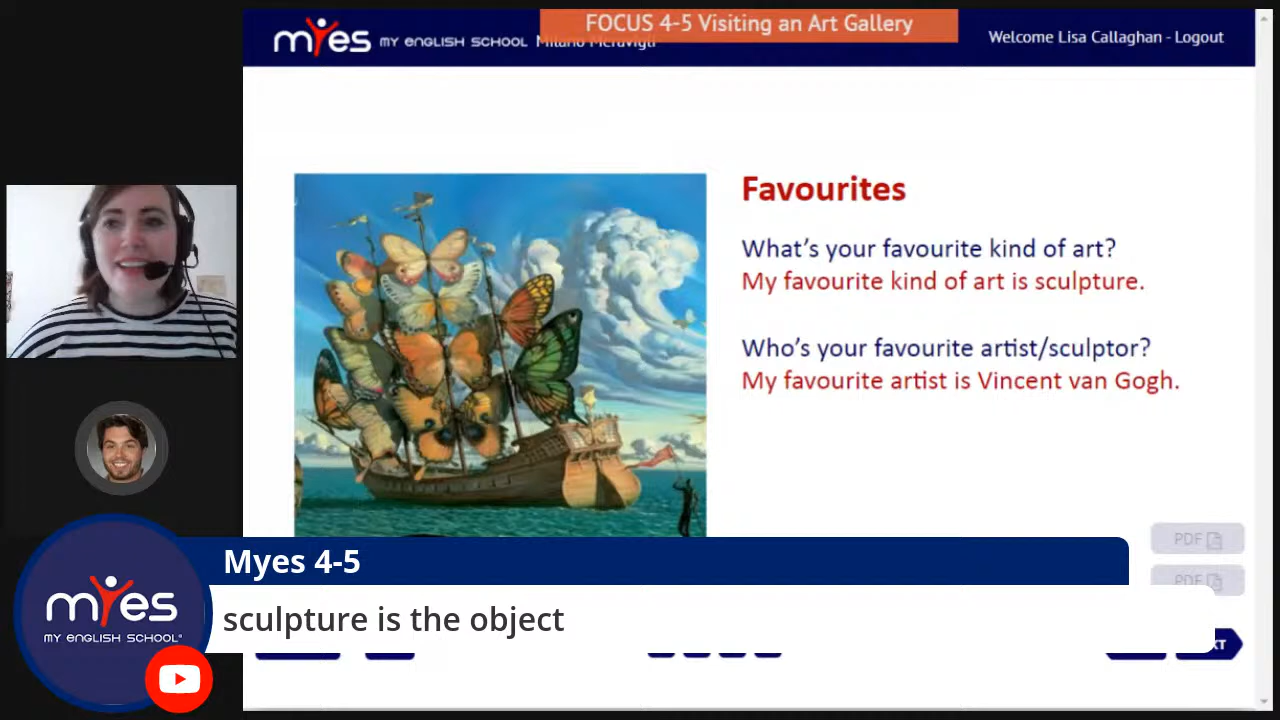 FOCUS 4-5 Visiting an Art Gallery
myes MY ENGLISH SCHOOL Milano Meravigli
Welcome Lisa Callaghan - Logout
Favourites
What's your favourite kind of art?
My favourite kind of art is sculpture.
Who's your favourite artist/sculptor?
My favourite artist is Vincent van Gogh.
PDF
PDF
Myes 4-5
sculpture is the object
myes
MY ENGLISH SCHOOL